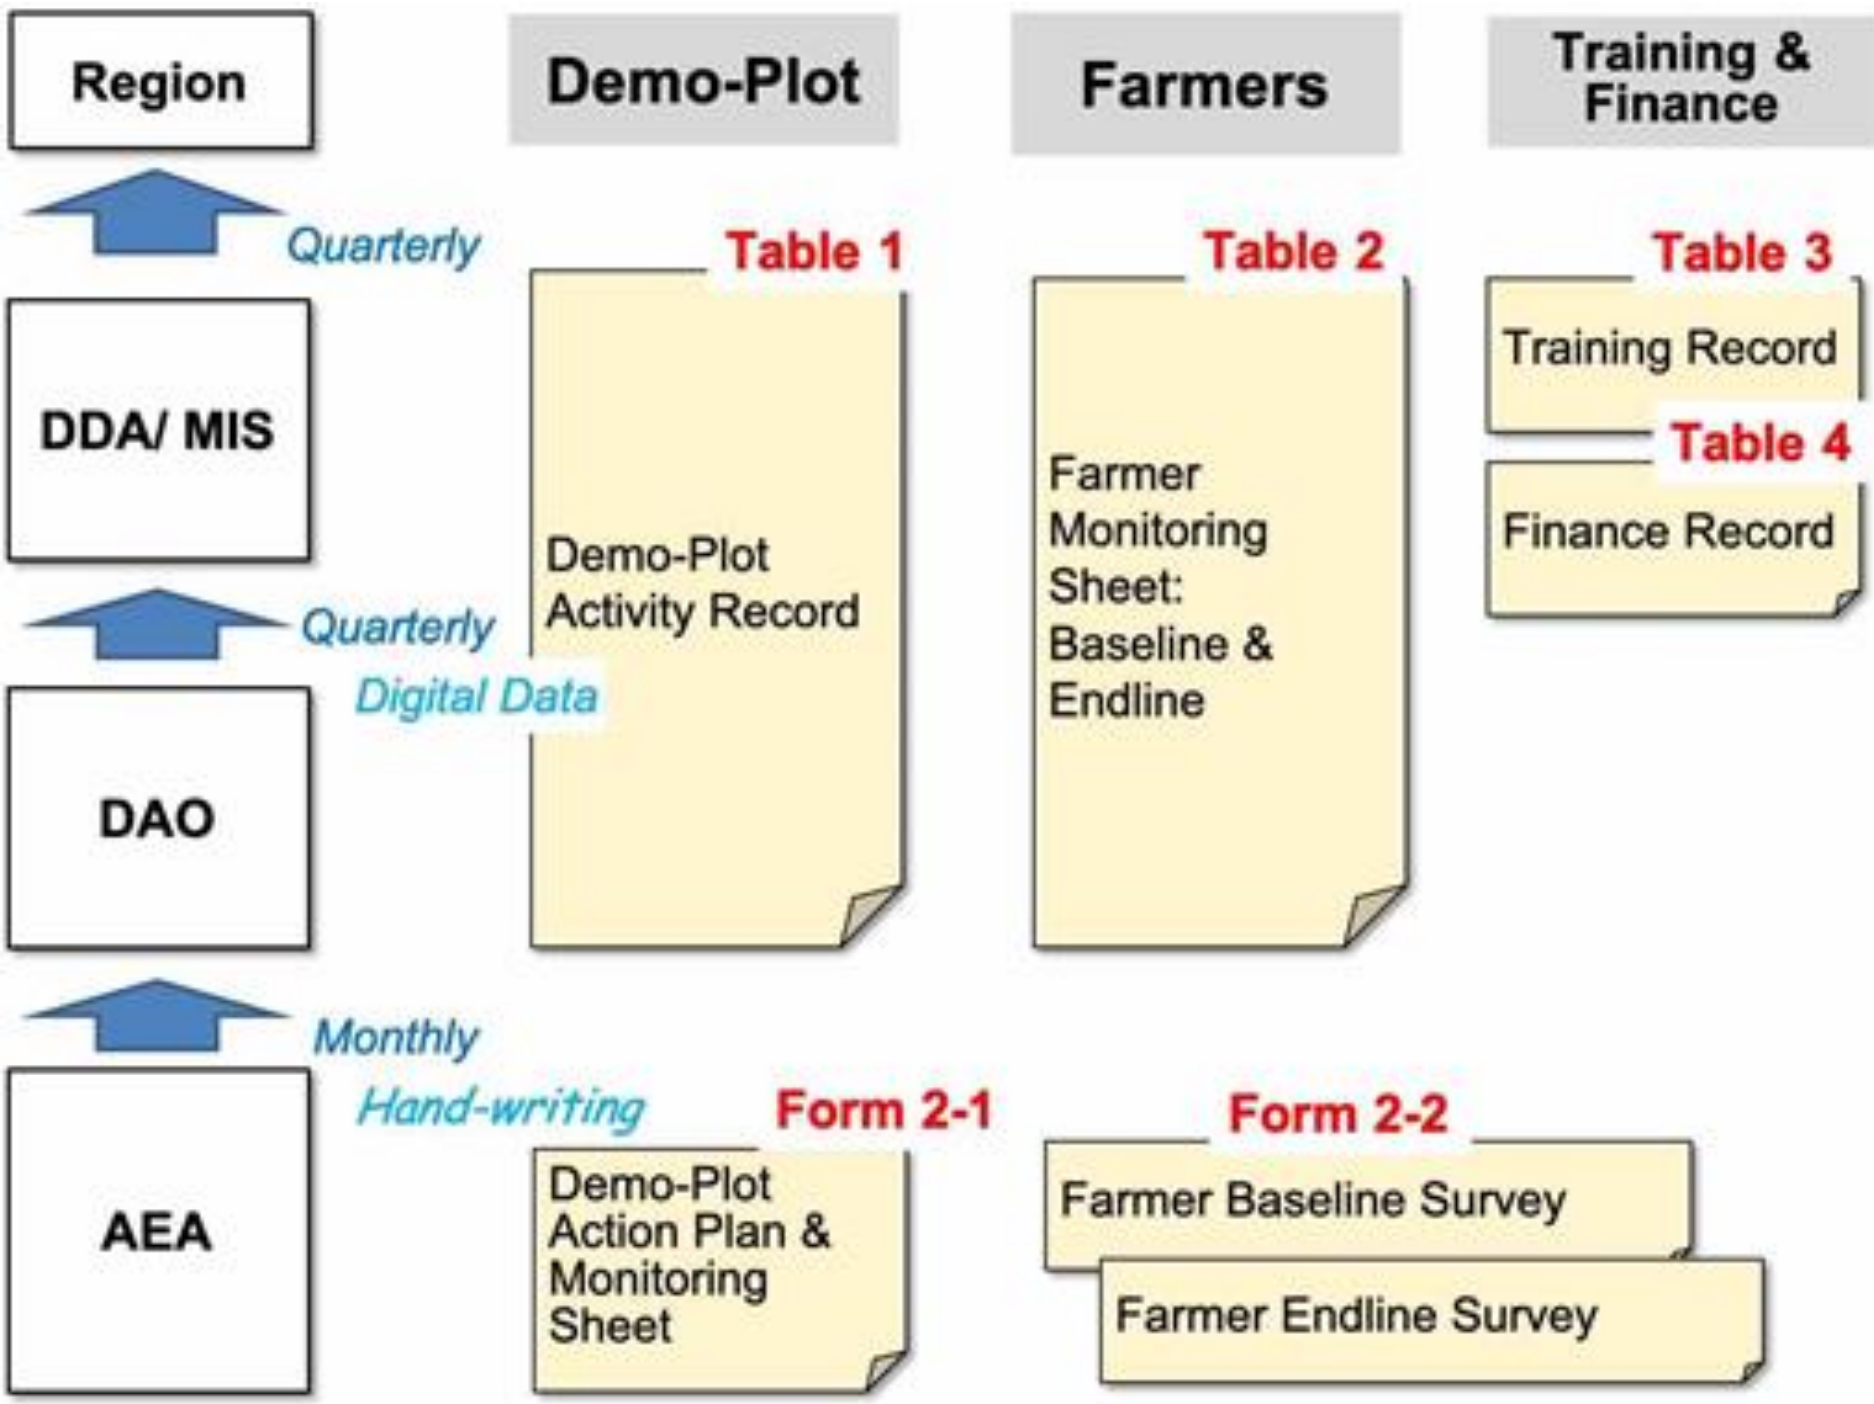 Region
Demo-Plot
Farmers
Training &
Finance
Quarterly
Table 1
Table 2
Table 3
Training Record
DDA/ MIS
Table 4
Farmer
Monitoring
Sheet:
Baseline &
Endline
Finance Record
Demo-Plot
Activity Record
Quarterly
Digital Data
DAO
Monthly
Hand-writing
Form 2-1
Form 2-2
AEA
Demo-Plot
Action Plan &
Monitoring
Sheet
Farmer Baseline Survey
Farmer Endline Survey